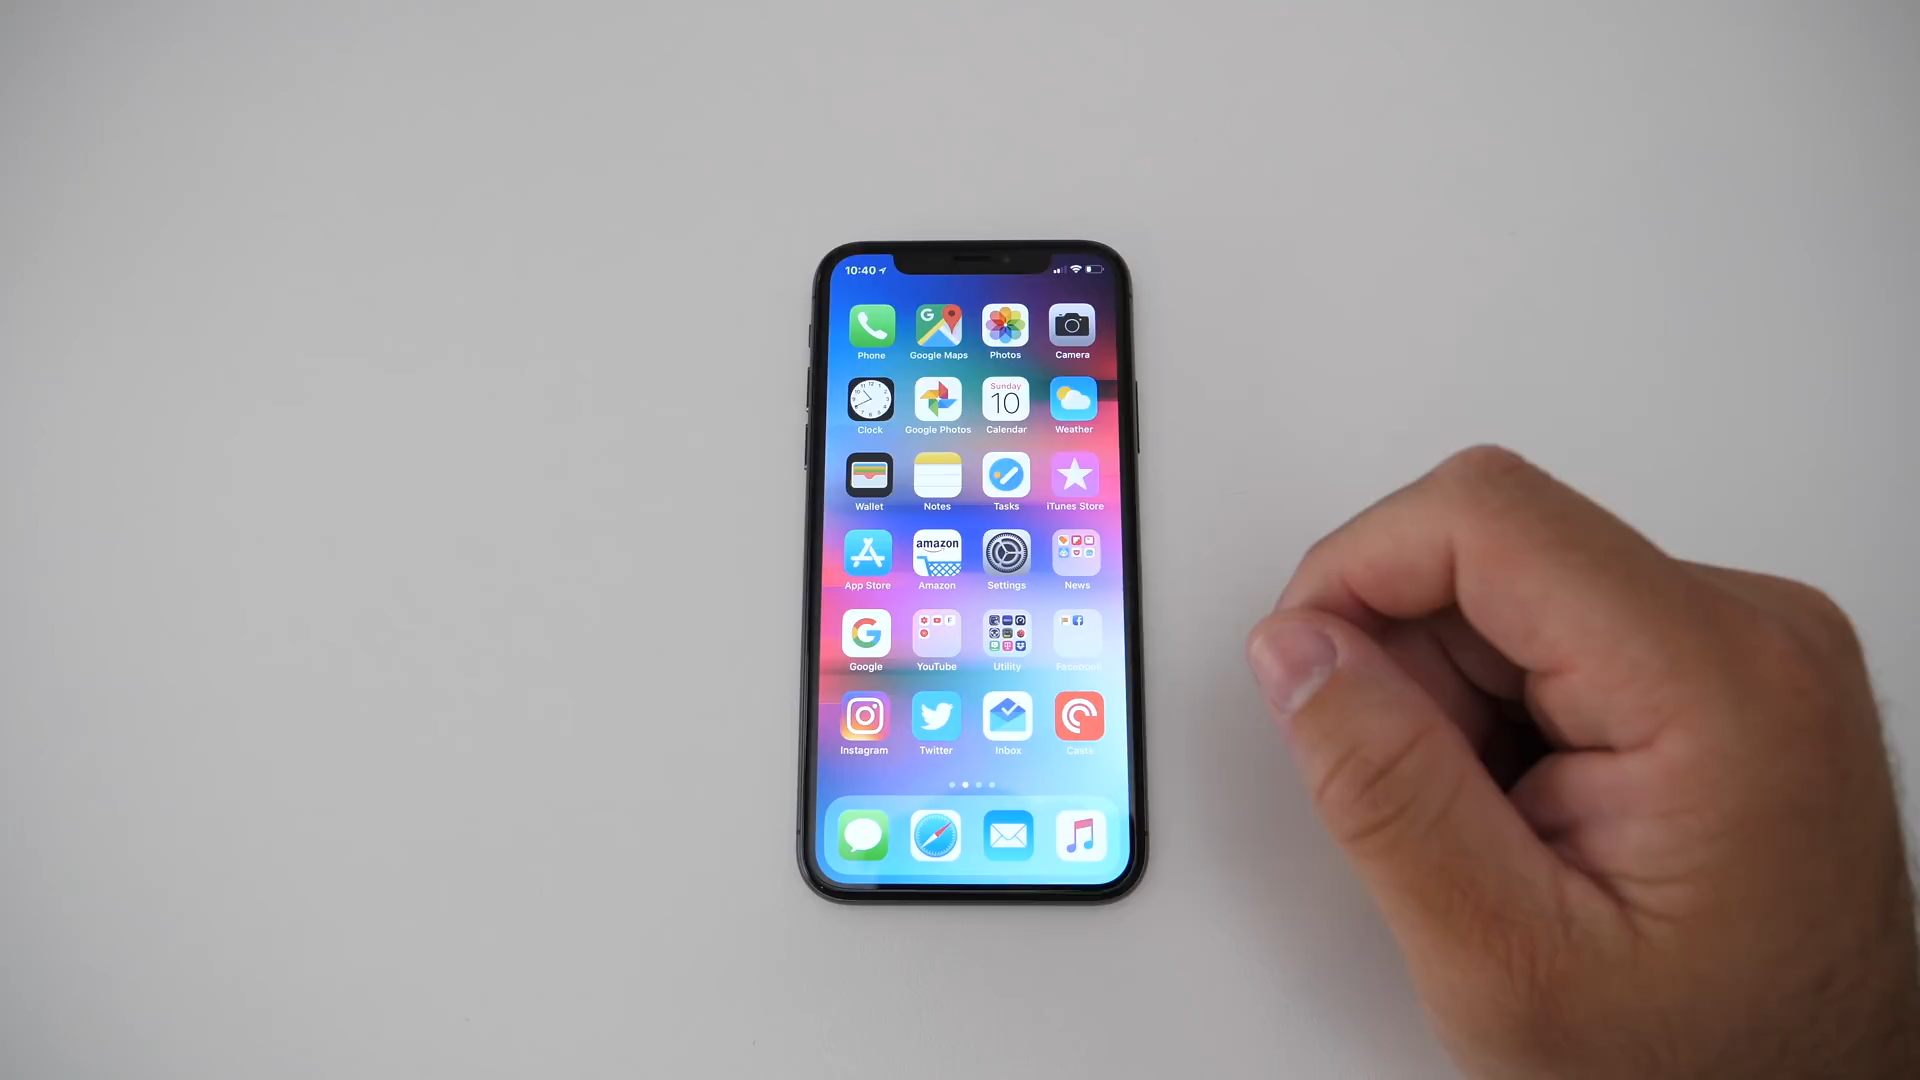 10:40
Phone Google Maps Photos Camera
Sunday
10
Clock Google Photos Calendar Weather
Wallet Notes Tasks iTunes Store
amazon
App Store Amazon Settings News
Google YouTube Utility Facebook
Instagram Twitter Inbox Casts